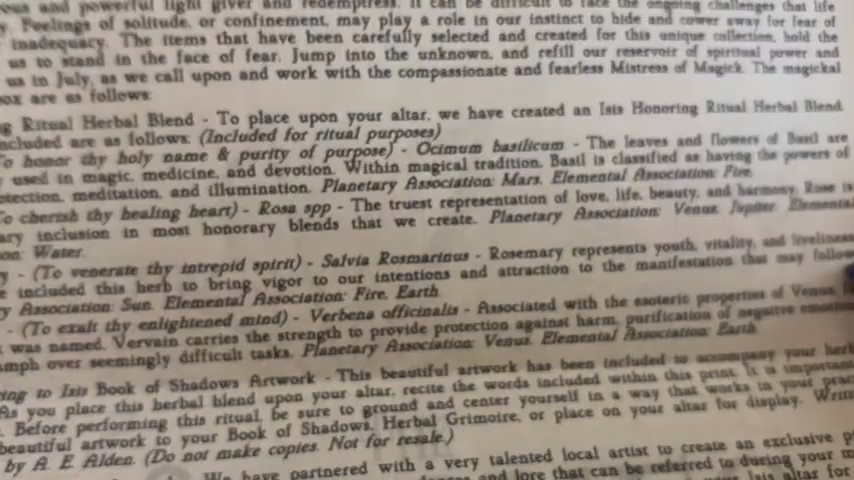 and powerful light giver and redemptress. It can be difficult to face the ongoing challenges that life
Feelings of solitude, or confinement, may play a role in our instinct to hide and cower away for fear of
inadequacy. The items that have been carefully selected and created for this unique collection, hold the
us to stand in the face of fear. Jump into the unknown, and refill our reservoir of spiritual power and
us in July, as we call upon and work with the compassionate and fearless Mistress of Magick. The magickal
ox are as follows:
g Ritual Herbal Blend - To place upon your altar, we have created an Isis Honoring Ritual Herbal Blend.
ncluded are as follows: (Included for ritual purposes)
To honor thy holy name & purity of purpose) - Ocimum basilicum - The leaves and flowers of Basil are
used in magic, medicine, and devotion. Within magical tradition, Basil is classified as having the powers of
otection, meditation, and illumination. Planetary Association: Mars. Elemental Association: Fire.
To cherish thy healing heart) - Rosa spp - The truest representation of love, life, beauty, and harmony. Rose is
ary inclusion in most honorary blends that we create. Planetary Association: Venus, Jupiter. Elemental
on: Water.
y - (To venerate thy intrepid spirit) - Salvia Rosmarinus - Rosemary represents youth, vitality, and liveliness
e included this herb to bring vigor to our intentions and attraction to the manifestation that may follow
y Association: Sun. Elemental Association: Fire, Earth.
- (To exalt thy enlightened mind) - Verbena officinalis - Associated with the esoteric properties of Venus,
t was named. Vervain carries the strength to provide protection against harm, purification of negative
umph over seemingly difficult tasks. Planetary Association: Venus. Elemental Association: Earth.
ing to Isis Book of Shadows Artwork - This beautiful artwork has been included to accompany your herb
As you place this herbal blend upon your altar, recite the words included within this print. It is important
. Before performing this ritual, be sure to ground and center yourself in a way that works in your prac
beautiful artwork to your Book of Shadows, Herbal Grimoire, or place on your altar for display. Writt
by A. E. Alden. (Do not make copies. Not for resale.)
We have partnered with a very talented local artist to create an exclusive p
and lore that can be referred to during your m
Isis altar for